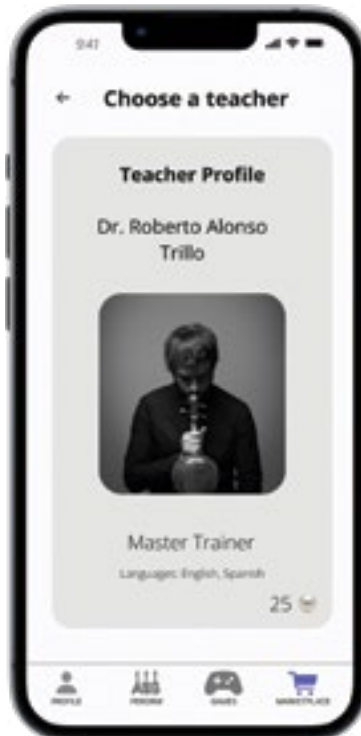 9:41
Choose a teacher
Teacher Profile
Dr. Roberto Alonso
Trillo
Master Trainer
Languages: English, Spanish
25
PROFILE
PERFORM
GAMES
MARKETPLACE